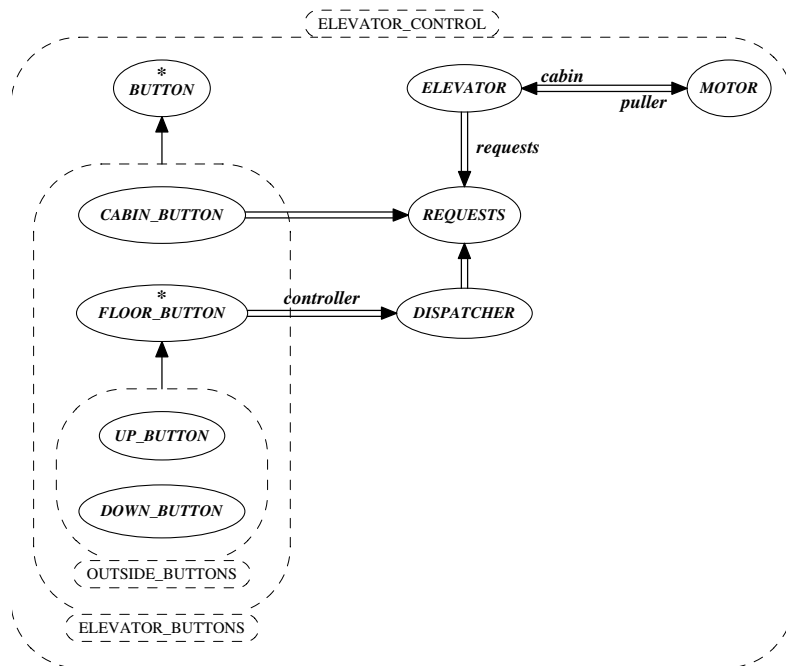 ELEVATOR_CONTROL
*
BUTTON
ELEVATOR
cabin
puller
MOTOR
requests
CABIN_BUTTON
REQUESTS
*
FLOOR_BUTTON
controller
DISPATCHER
UP_BUTTON
DOWN_BUTTON
OUTSIDE_BUTTONS
ELEVATOR_BUTTONS